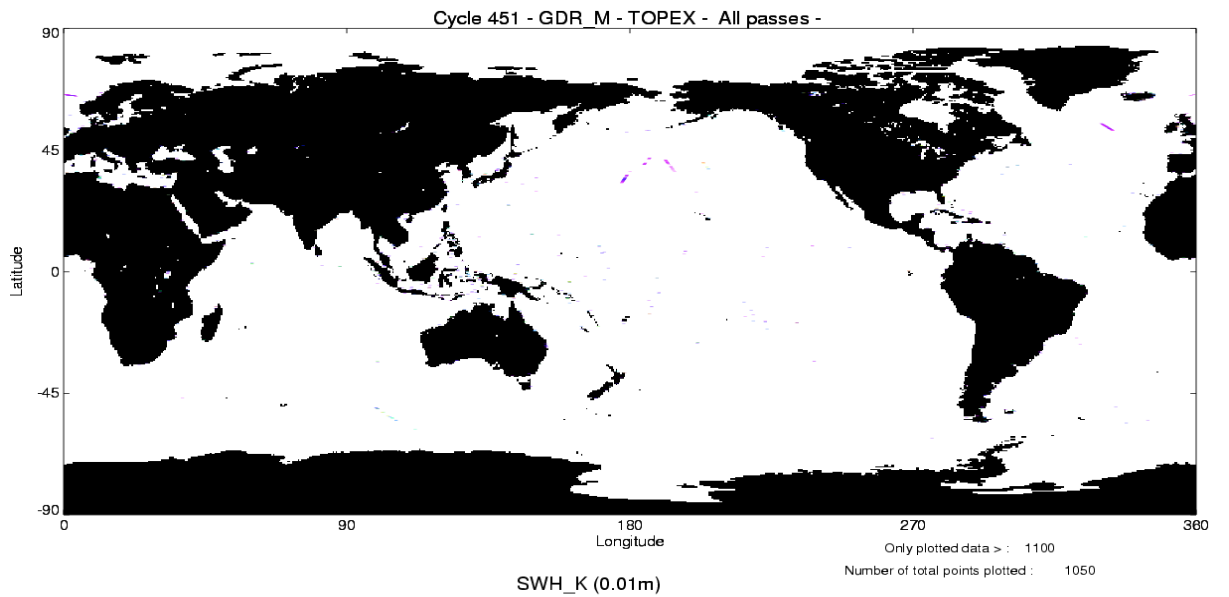 Cycle 451 - GDR_M - TOPEX - All passes -
90
45
0
-45
-90
Latitude
0 90 180 270 360
Longitude
Only plotted data > : 1100
Number of total points plotted : 1050
SWH_K (0.01m)